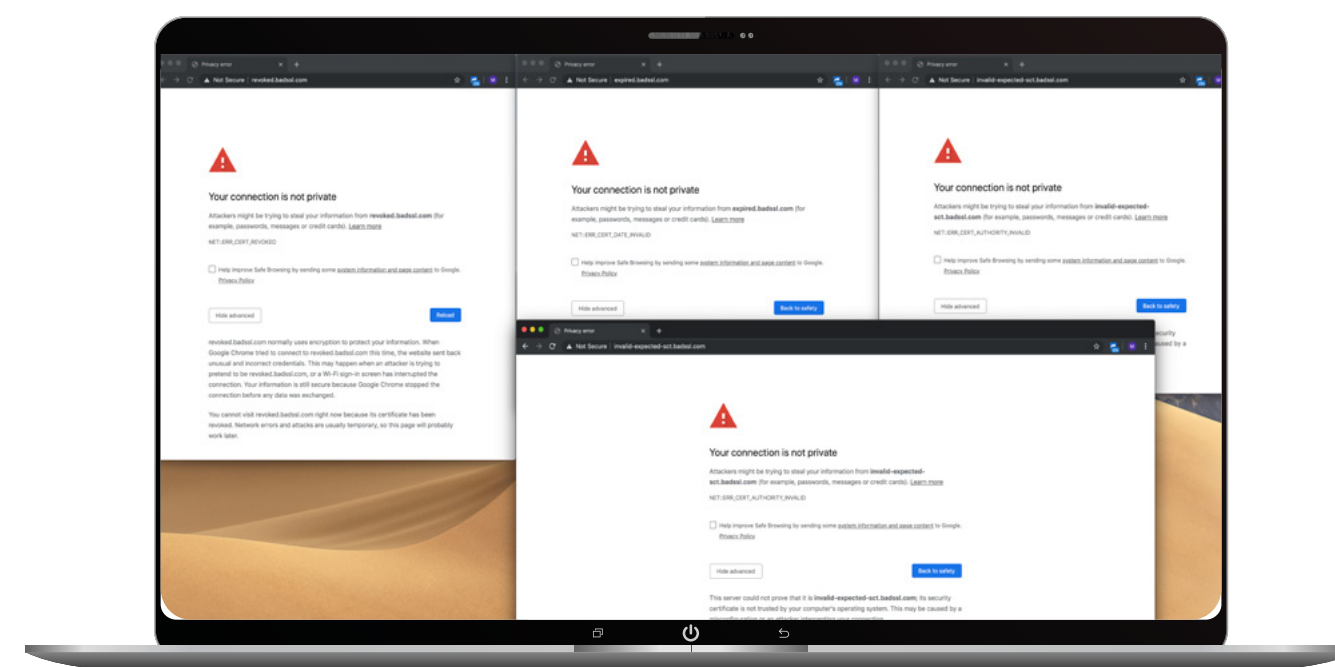 Privacy error
Not Secure revoked.badssl.com
Your connection is not private
Attackers might be trying to steal your information from revoked.badssl.com (for
example, passwords, messages or credit cards). Learn more
NET::ERR_CERT_REVOKED
Help improve Safe Browsing by sending some system information and page content to Google.
Privacy Policy
Hide advanced
Reload
revoked.badssl.com normally uses encryption to protect your information. When
Google Chrome tried to connect to revoked.badssl.com this time, the website sent back
unusual and incorrect credentials. This may happen when an attacker is trying to
pretend to be revoked.badssl.com, or a Wi-Fi sign-in screen has interrupted the
connection. Your information is still secure because Google Chrome stopped the
connection before any data was exchanged.
You cannot visit revoked.badssl.com right now because its certificate has been
revoked. Network errors and attacks are usually temporary, so this page will probably
work later.
Privacy error
Not Secure expired.badssl.com
Your connection is not private
Attackers might be trying to steal your information from expired.badssl.com (for
example, passwords, messages or credit cards). Learn more
NET::ERR_CERT_DATE_INVALID
Help improve Safe Browsing by sending some system information and page content to Google.
Privacy Policy
Hide advanced
Back to safety
Privacy error
Not Secure invalid-expected-sct.badssl.com
Your connection is not private
Attackers might be trying to steal your information from invalid-expected-
sct.badssl.com (for example, passwords, messages or credit cards). Learn more
NET::ERR_CERT_AUTHORITY_INVALID
Help improve Safe Browsing by sending some system information and page content to Google.
Privacy Policy
Hide advanced
Back to safety
security
caused by a
Privacy error
Not Secure invalid-expected-sct.badssl.com
Your connection is not private
Attackers might be trying to steal your information from invalid-expected-
sct.badssl.com (for example, passwords, messages or credit cards). Learn more
NET::ERR_CERT_AUTHORITY_INVALID
Help improve Safe Browsing by sending some system information and page content to Google.
Privacy Policy
Hide advanced
Back to safety
This server could not prove that it is invalid-expected-sct.badssl.com; its security
certificate is not trusted by your computer's operating system. This may be caused by a
misconfiguration or an attacker intercepting your connection.